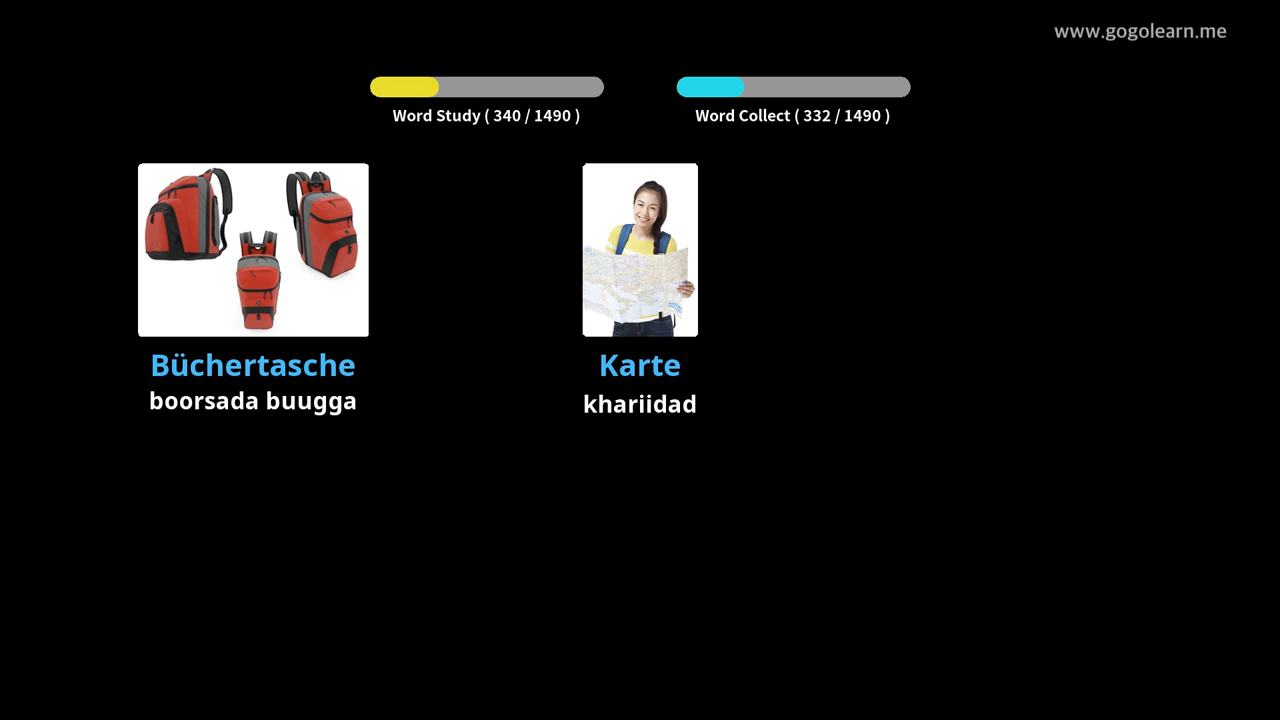 www.gogolearn.me
Word Study ( 340 / 1490 )
Word Collect ( 332 / 1490 )
Büchertasche
boorsada buugga
Karte
khariidad